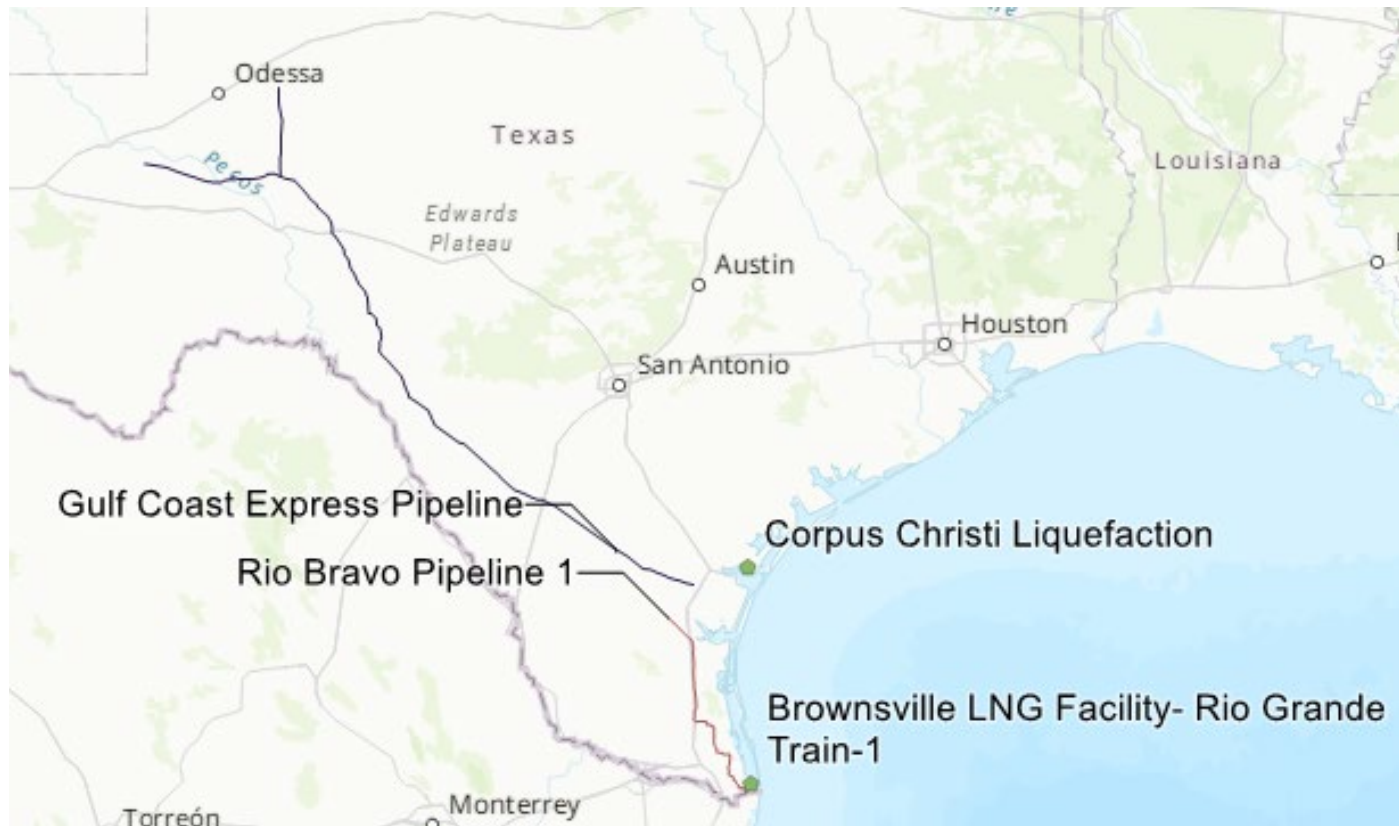 Odessa
Texas
Pecos
Louisiana
Edwards
Plateau
Austin
Houston
San Antonio
Gulf Coast Express Pipeline
Corpus Christi Liquefaction
Rio Bravo Pipeline 1
Brownsville LNG Facility- Rio Grande
Train-1
Monterrey
Torreón